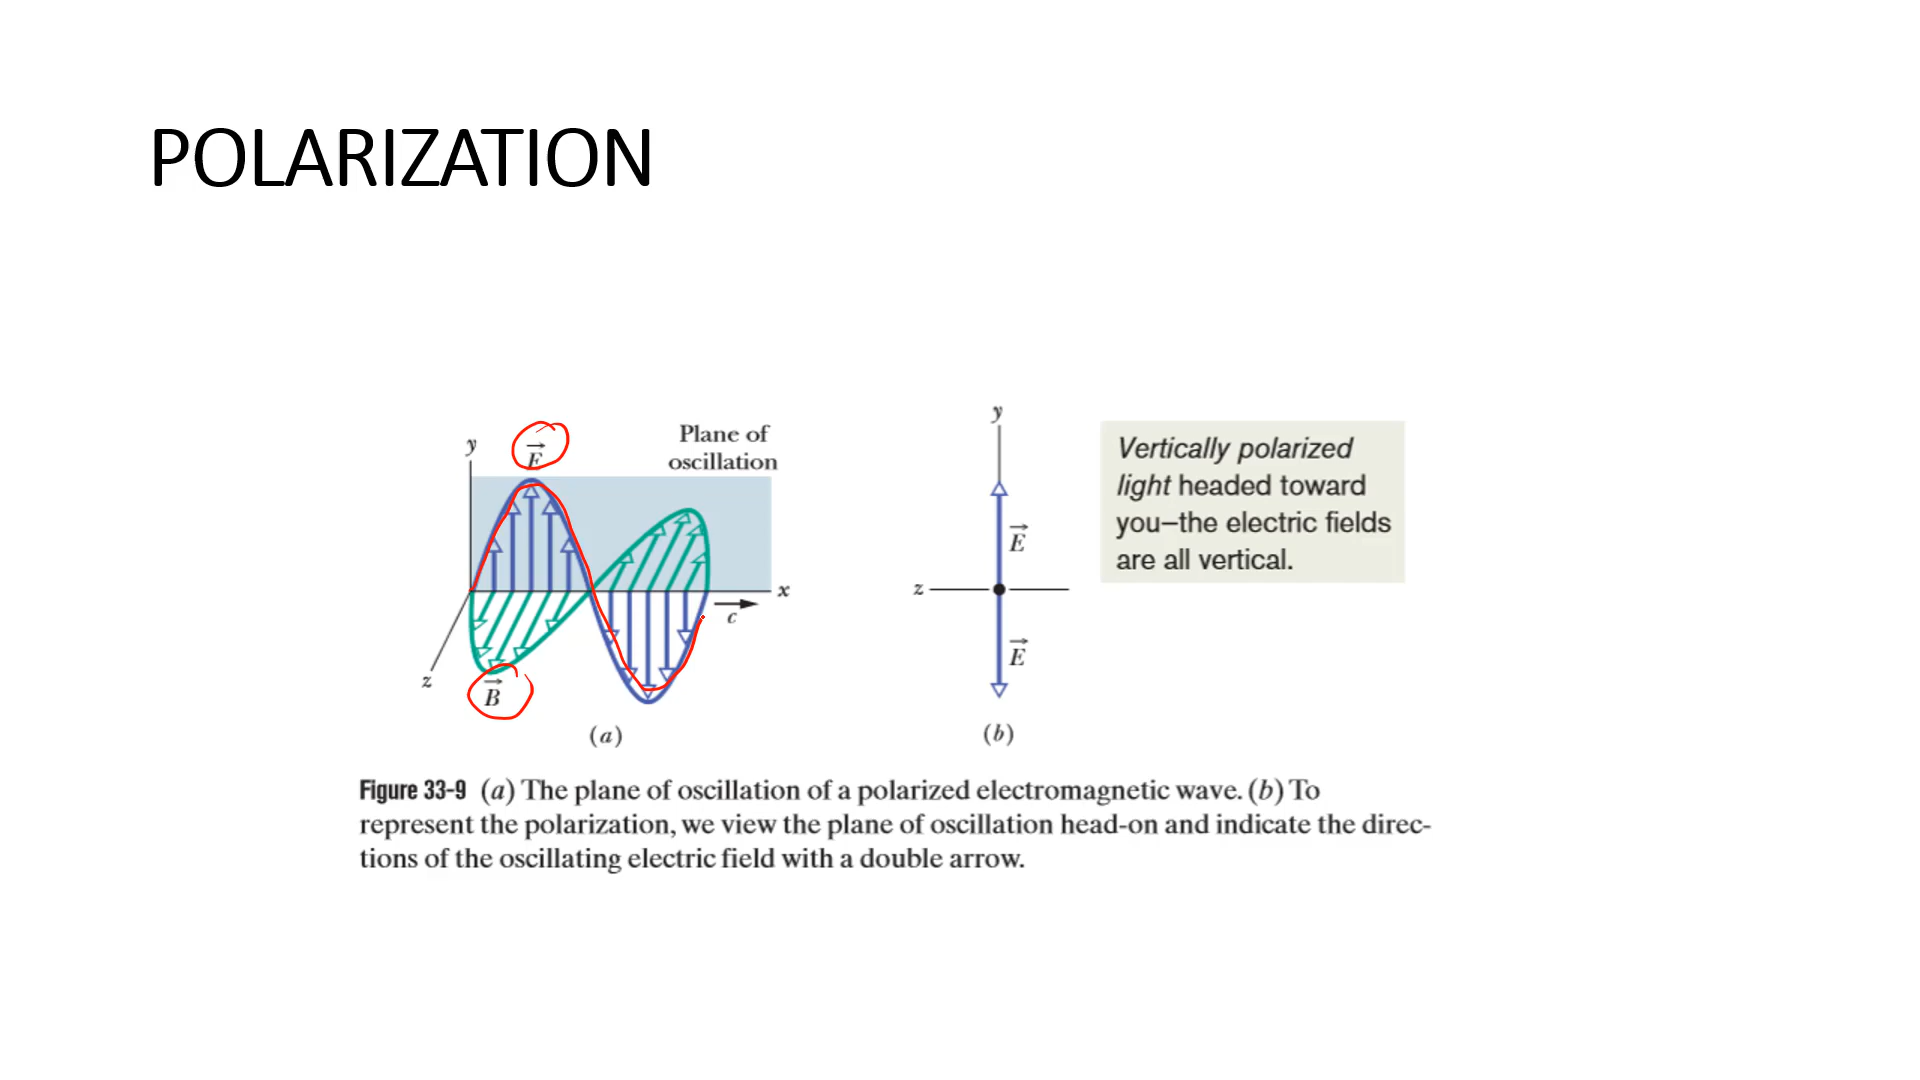 POLARIZATION
y
E
Plane of
oscillation
x
c
z
B
(a)
y
E
z
E
(b)
Vertically polarized
light headed toward
you—the electric fields
are all vertical.
Figure 33-9 (a) The plane of oscillation of a polarized electromagnetic wave. (b) To
represent the polarization, we view the plane of oscillation head-on and indicate the direc-
tions of the oscillating electric field with a double arrow.